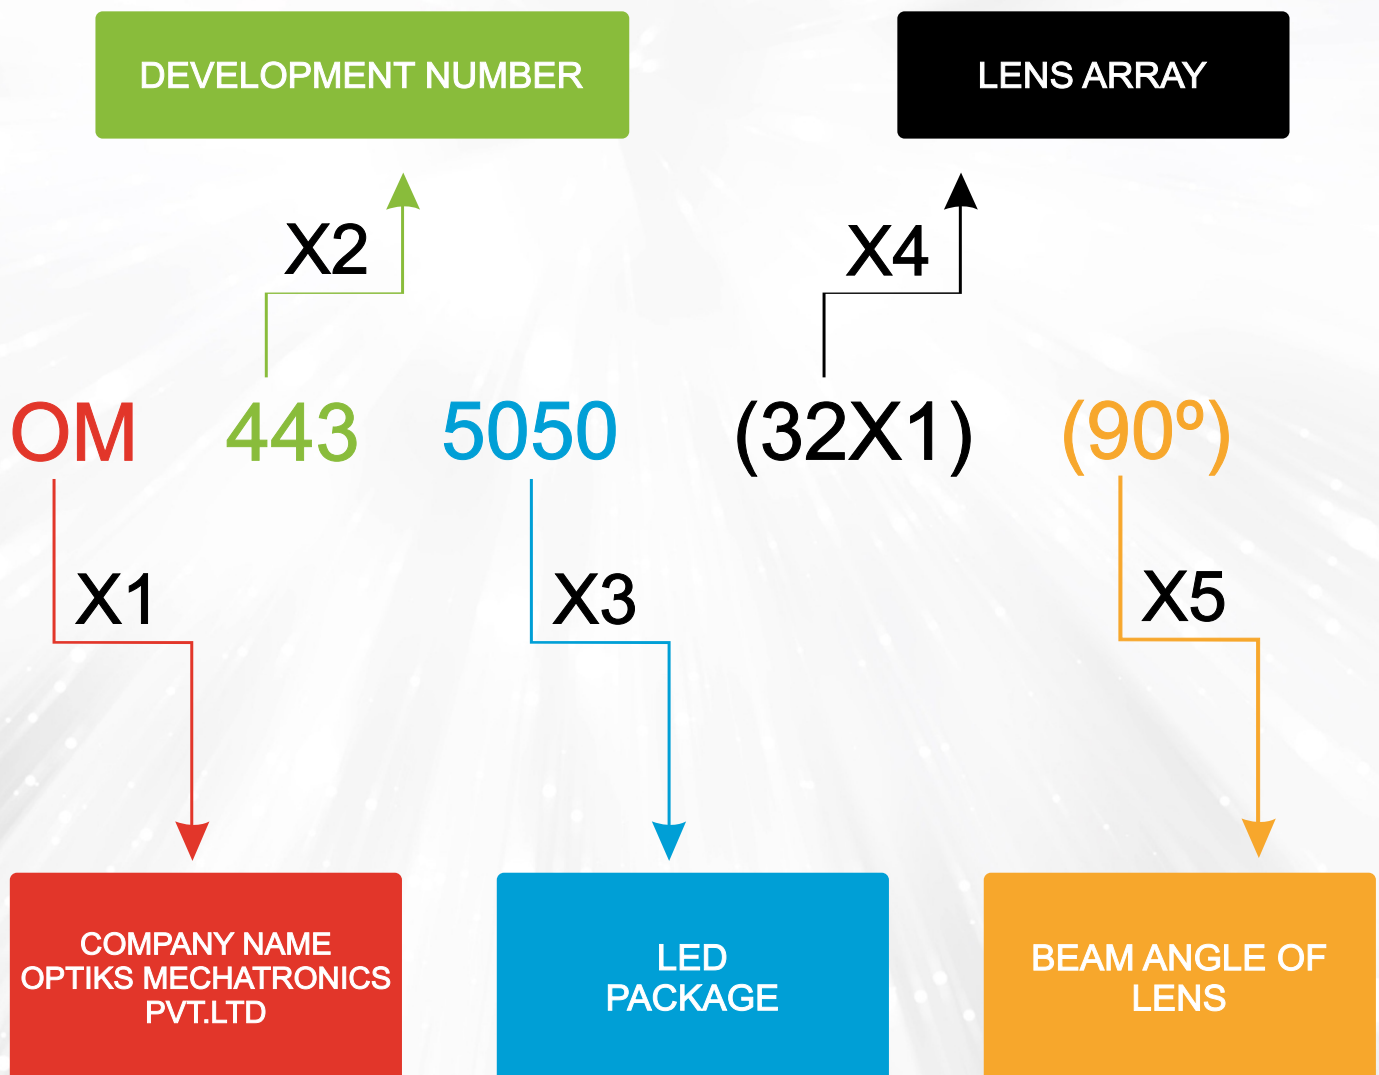 DEVELOPMENT NUMBER
LENS ARRAY
X2
X4
OM 443 5050 (32X1) (90º)
X1
X3
X5
COMPANY NAME
OPTIKS MECHATRONICS
PVT.LTD
LED
PACKAGE
BEAM ANGLE OF
LENS